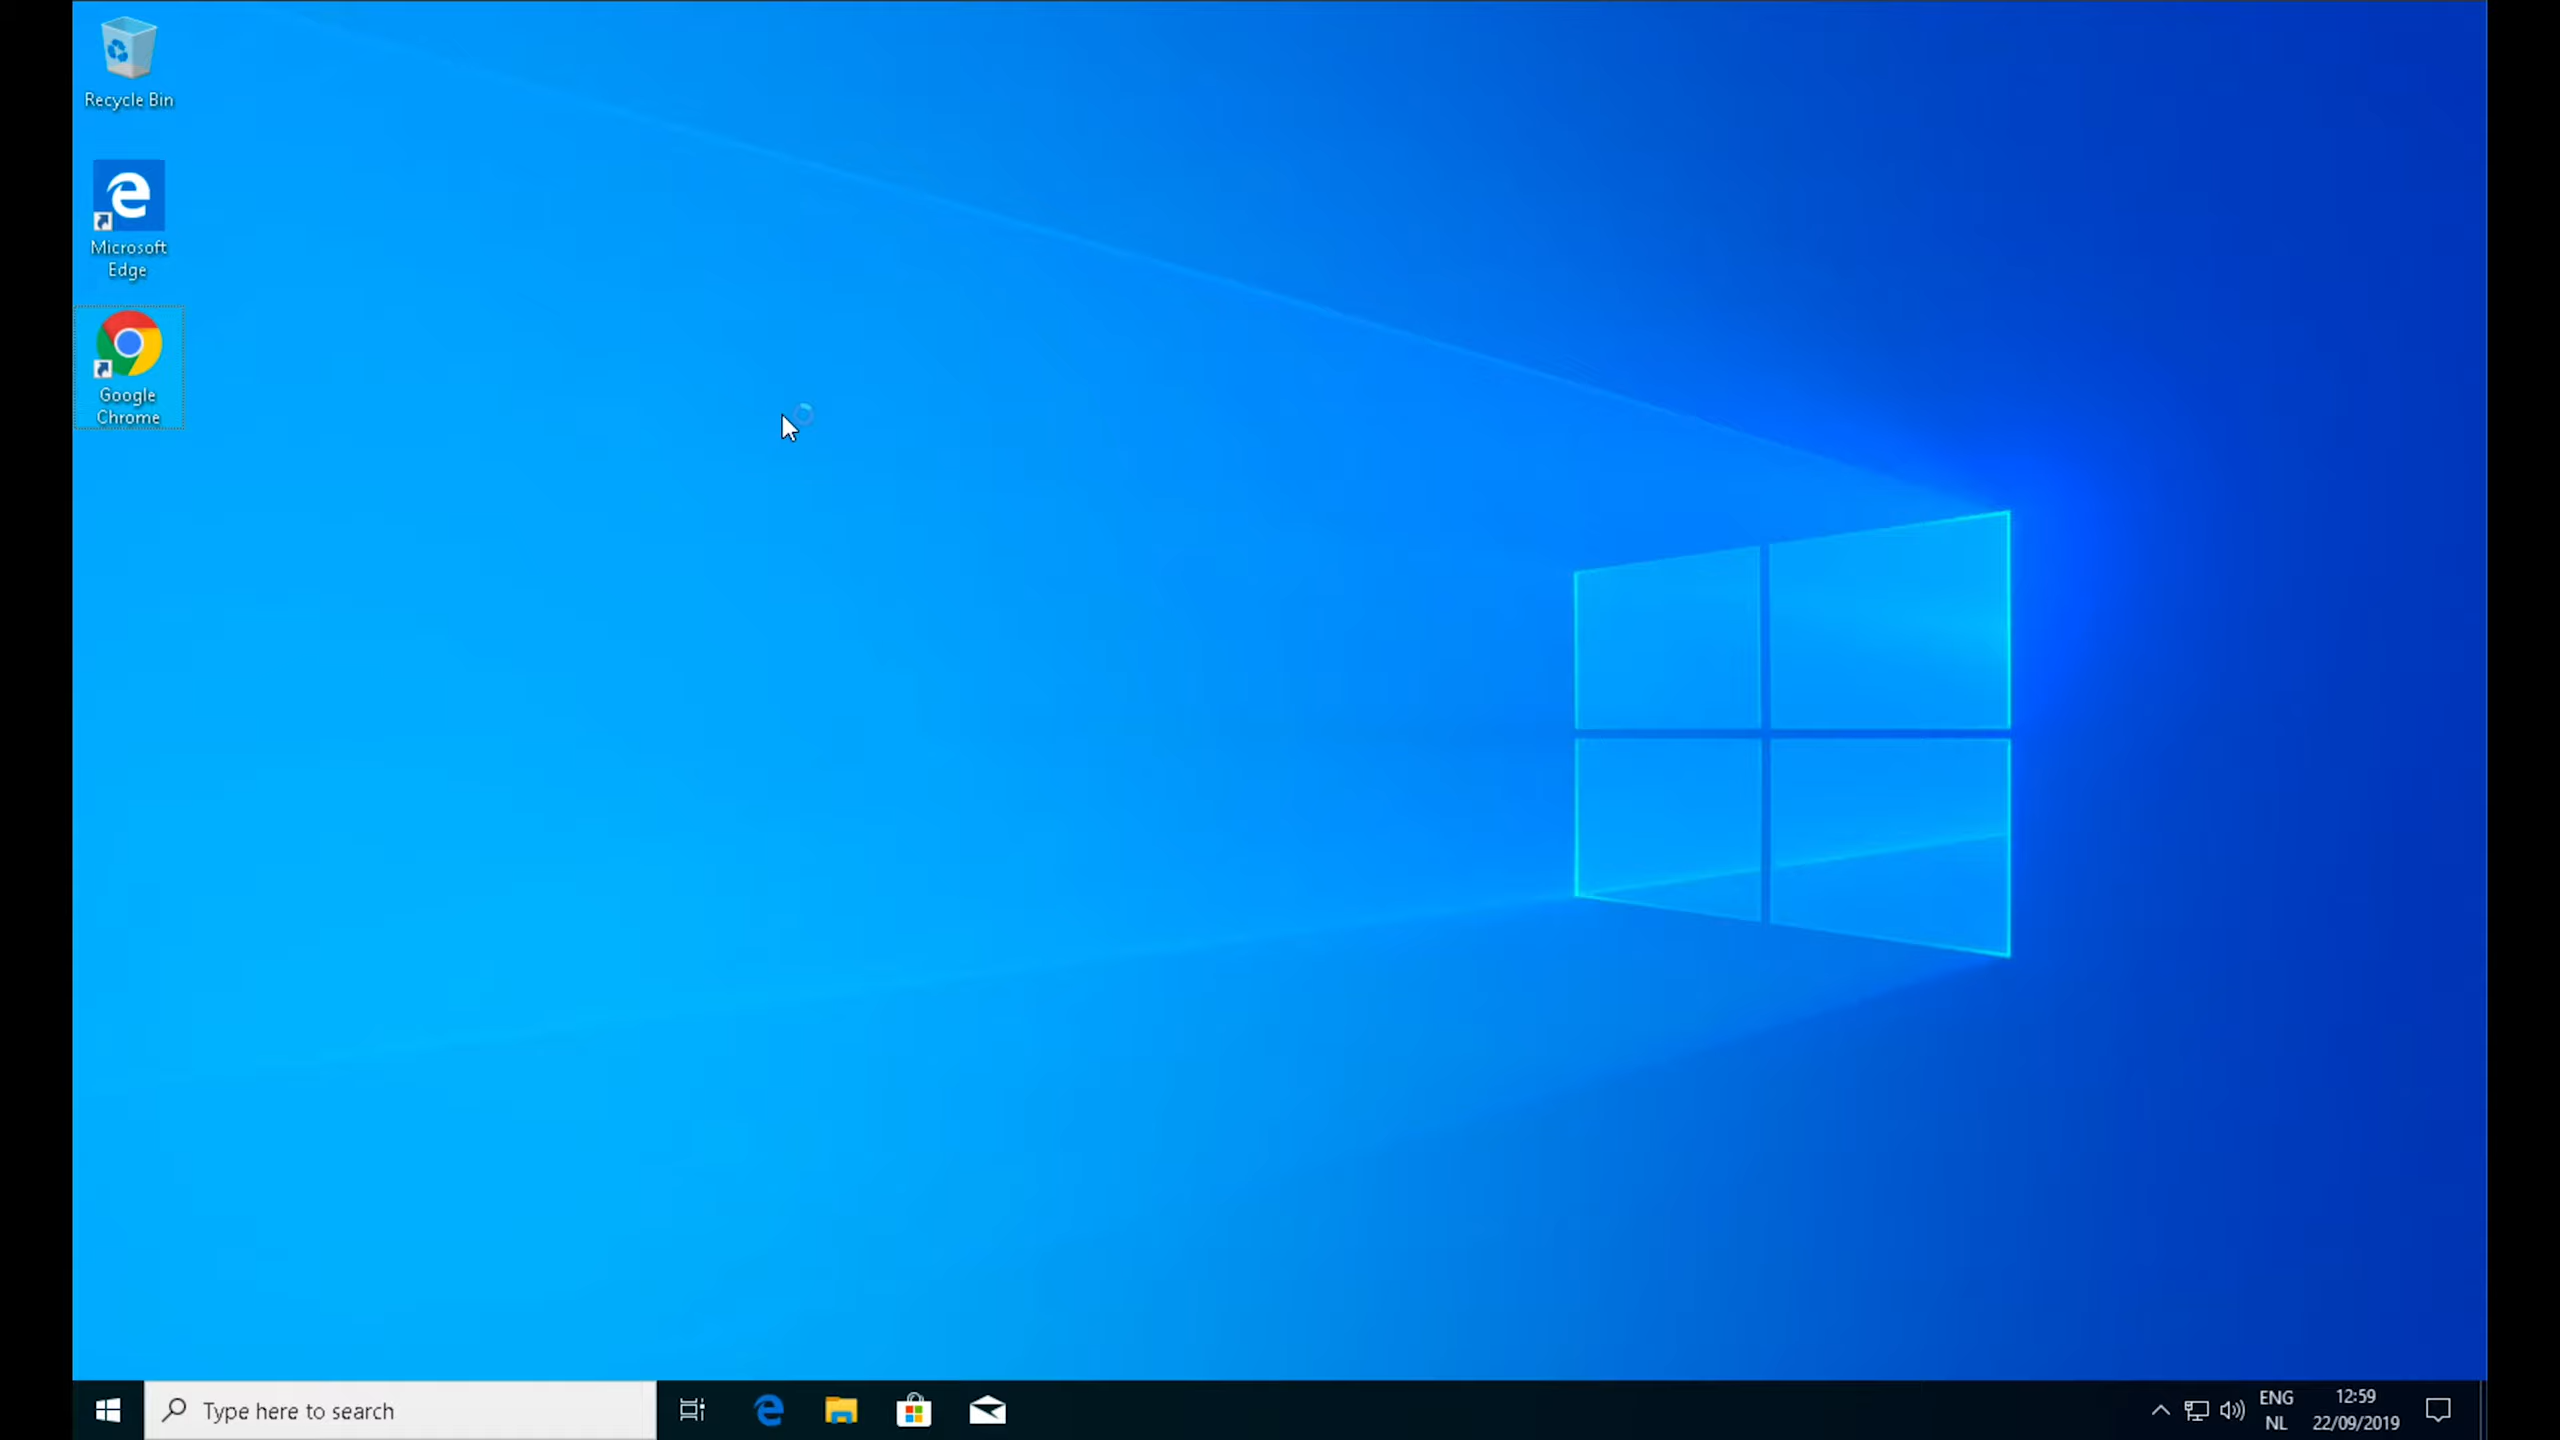 Recycle Bin
Microsoft
Edge
Google
Chrome
Type here to search
ENG
NL
12:59
22/09/2019